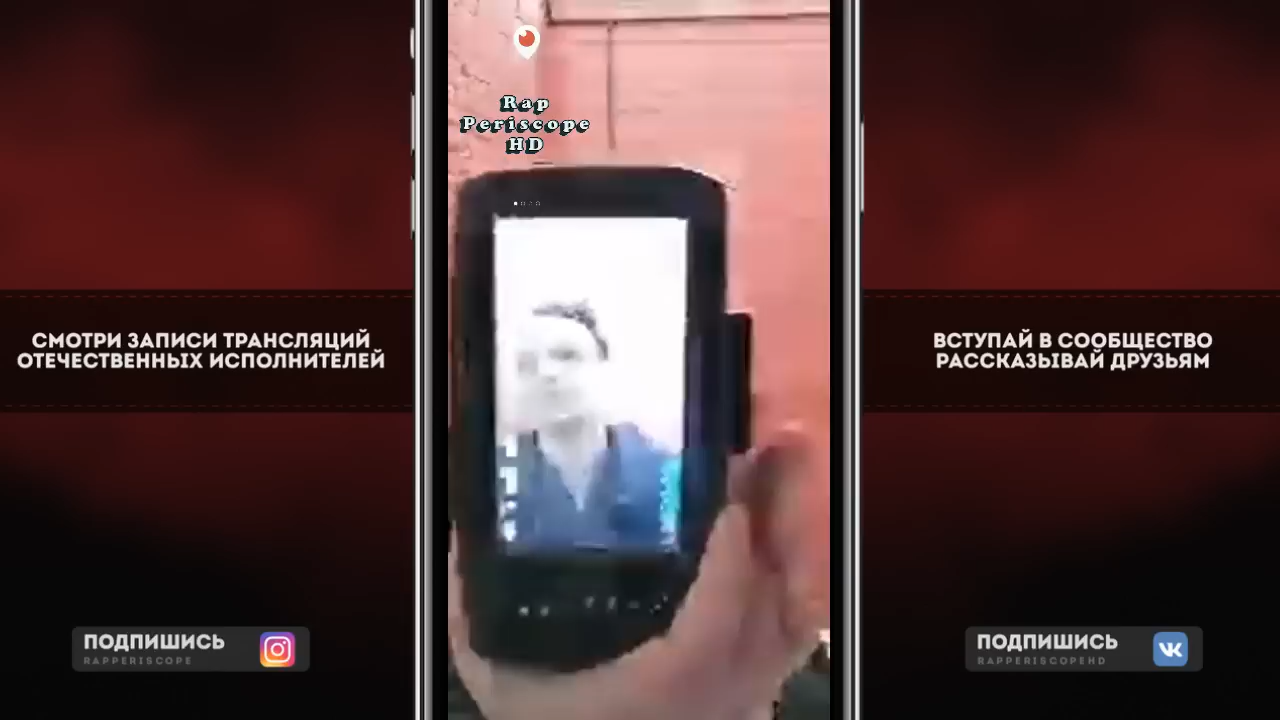 Rap
Periscope
HD
СМОТРИ ЗАПИСИ ТРАНСЛЯЦИЙ
ОТЕЧЕСТВЕННЫХ ИСПОЛНИТЕЛЕЙ
ВСТУПАЙ В СООБЩЕСТВО
РАССКАЗЫВАЙ ДРУЗЬЯМ
ПОДПИШИСЬ
RAPPERISCOPE
ПОДПИШИСЬ
RAPPERISCOPEHD